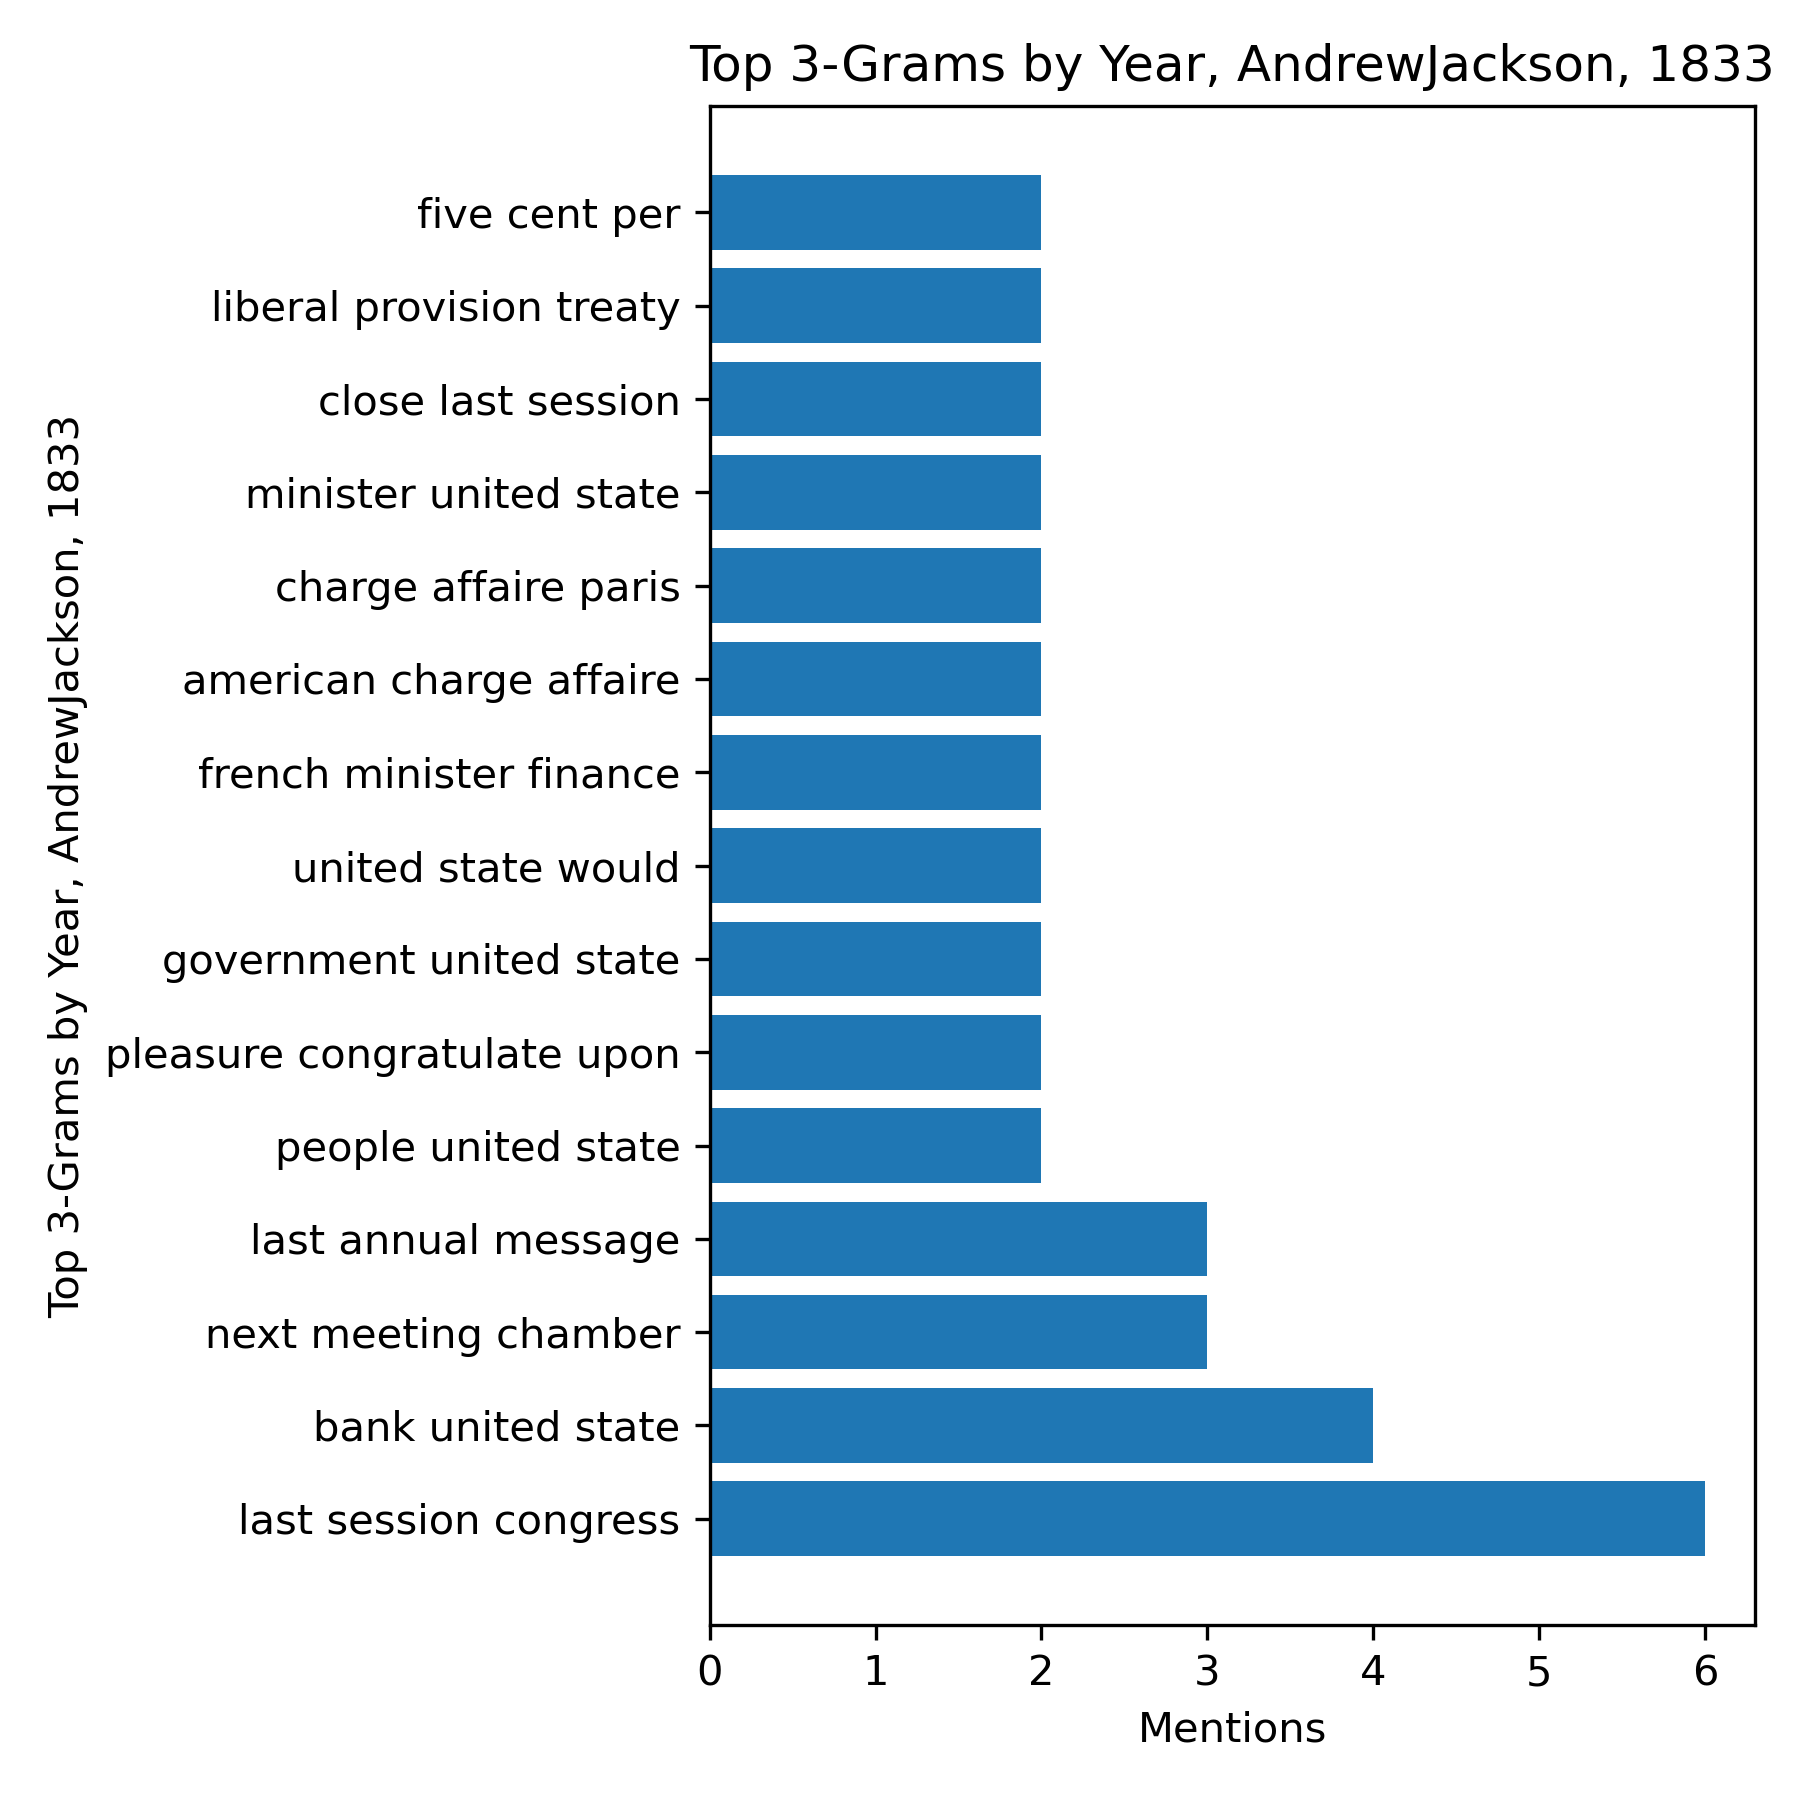 Top 3-Grams by Year, AndrewJackson, 1833
Top 3-Grams by Year, AndrewJackson, 1833
five cent per
liberal provision treaty
close last session
minister united state
charge affaire paris
american charge affaire
french minister finance
united state would
government united state
pleasure congratulate upon
people united state
last annual message
next meeting chamber
bank united state
last session congress
0 1 2 3 4 5 6
Mentions